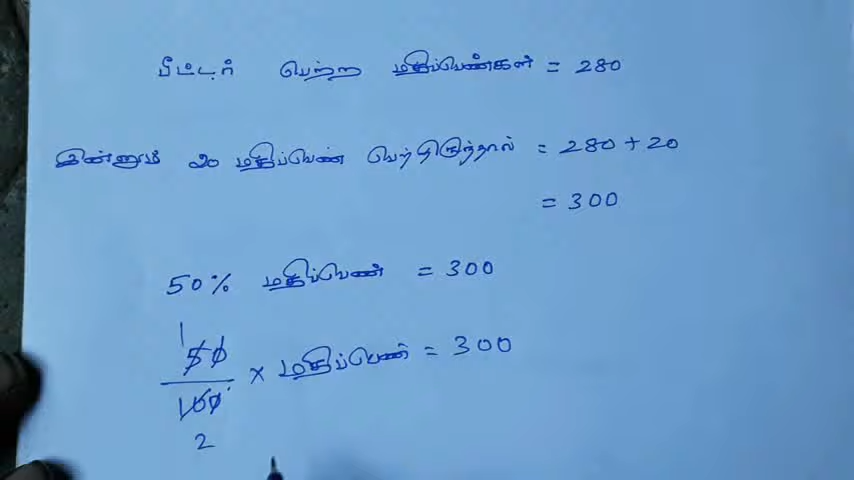 பீட்டர் பெற்ற மதிப்பெண்கள் = 280
இன்னும் 20 மதிப்பெண் பெற்றிருந்தால் = 280 + 20
= 300
50% மதிப்பெண் = 300
1
50
100
2
× மதிப்பெண் = 300